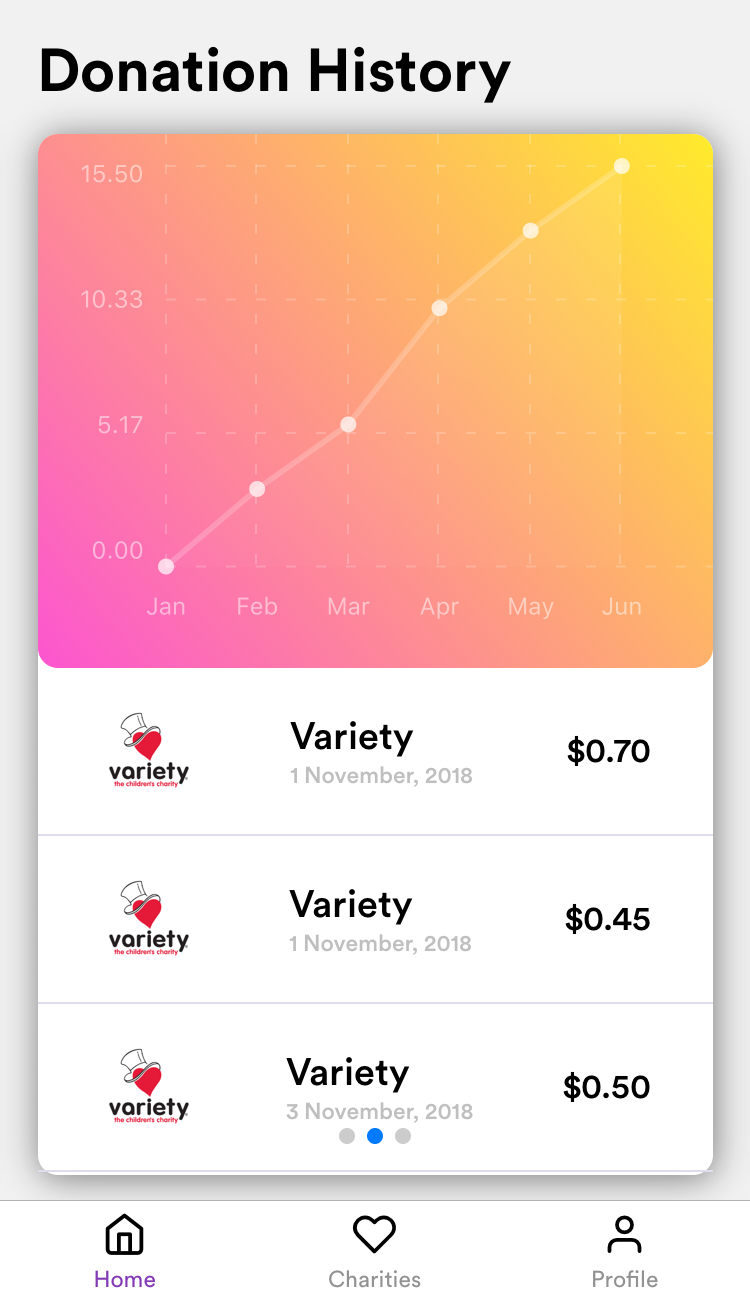 Donation History
15.50
10.33
5.17
0.00
Jan Feb Mar Apr May Jun
variety
the children's charity
Variety
1 November, 2018
$0.70
variety
the children's charity
Variety
1 November, 2018
$0.45
variety
the children's charity
Variety
3 November, 2018
$0.50
Home Charities Profile